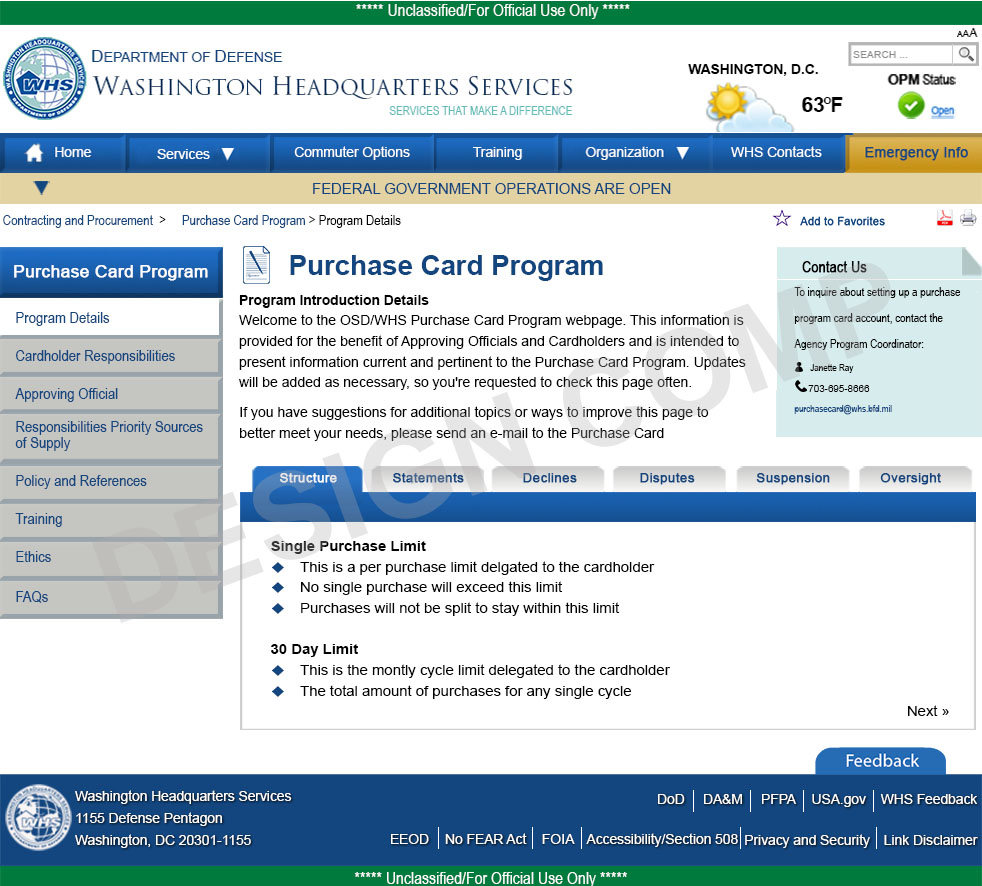 ***** Unclassified/For Official Use Only *****
AAA
SEARCH ...
DEPARTMENT OF DEFENSE
WASHINGTON HEADQUARTERS SERVICES
SERVICES THAT MAKE A DIFFERENCE
WHS
WASHINGTON, D.C.
63ºF
OPM Status
Open
Home
Services
Commuter Options
Training
Organization
WHS Contacts
Emergency Info
FEDERAL GOVERNMENT OPERATIONS ARE OPEN
Contracting and Procurement > Purchase Card Program > Program Details
Add to Favorites
Purchase Card Program
Program Details
Cardholder Responsibilities
Approving Official
Responsibilities Priority Sources
of Supply
Policy and References
Training
Ethics
FAQs
Purchase Card Program
Program Introduction Details
Welcome to the OSD/WHS Purchase Card Program webpage. This information is
provided for the benefit of Approving Officials and Cardholders and is intended to
present information current and pertinent to the Purchase Card Program. Updates
will be added as necessary, so you're requested to check this page often.
If you have suggestions for additional topics or ways to improve this page to
better meet your needs, please send an e-mail to the Purchase Card
Contact Us
To inquire about setting up a purchase
program card account, contact the
Agency Program Coordinator:
Janette Ray
703-695-8666
purchasecard@whs.bfd.mil
DESIGN COMP
Structure
Statements
Declines
Disputes
Suspension
Oversight
Single Purchase Limit
This is a per purchase limit delgated to the cardholder
No single purchase will exceed this limit
Purchases will not be split to stay within this limit
30 Day Limit
This is the montly cycle limit delegated to the cardholder
The total amount of purchases for any single cycle
Next »
Feedback
WHS
Washington Headquarters Services
1155 Defense Pentagon
Washington, DC 20301-1155
DoD | DA&M | PFPA | USA.gov | WHS Feedback
EEOD | No FEAR Act | FOIA | Accessibility/Section 508 | Privacy and Security | Link Disclaimer
***** Unclassified/For Official Use Only *****